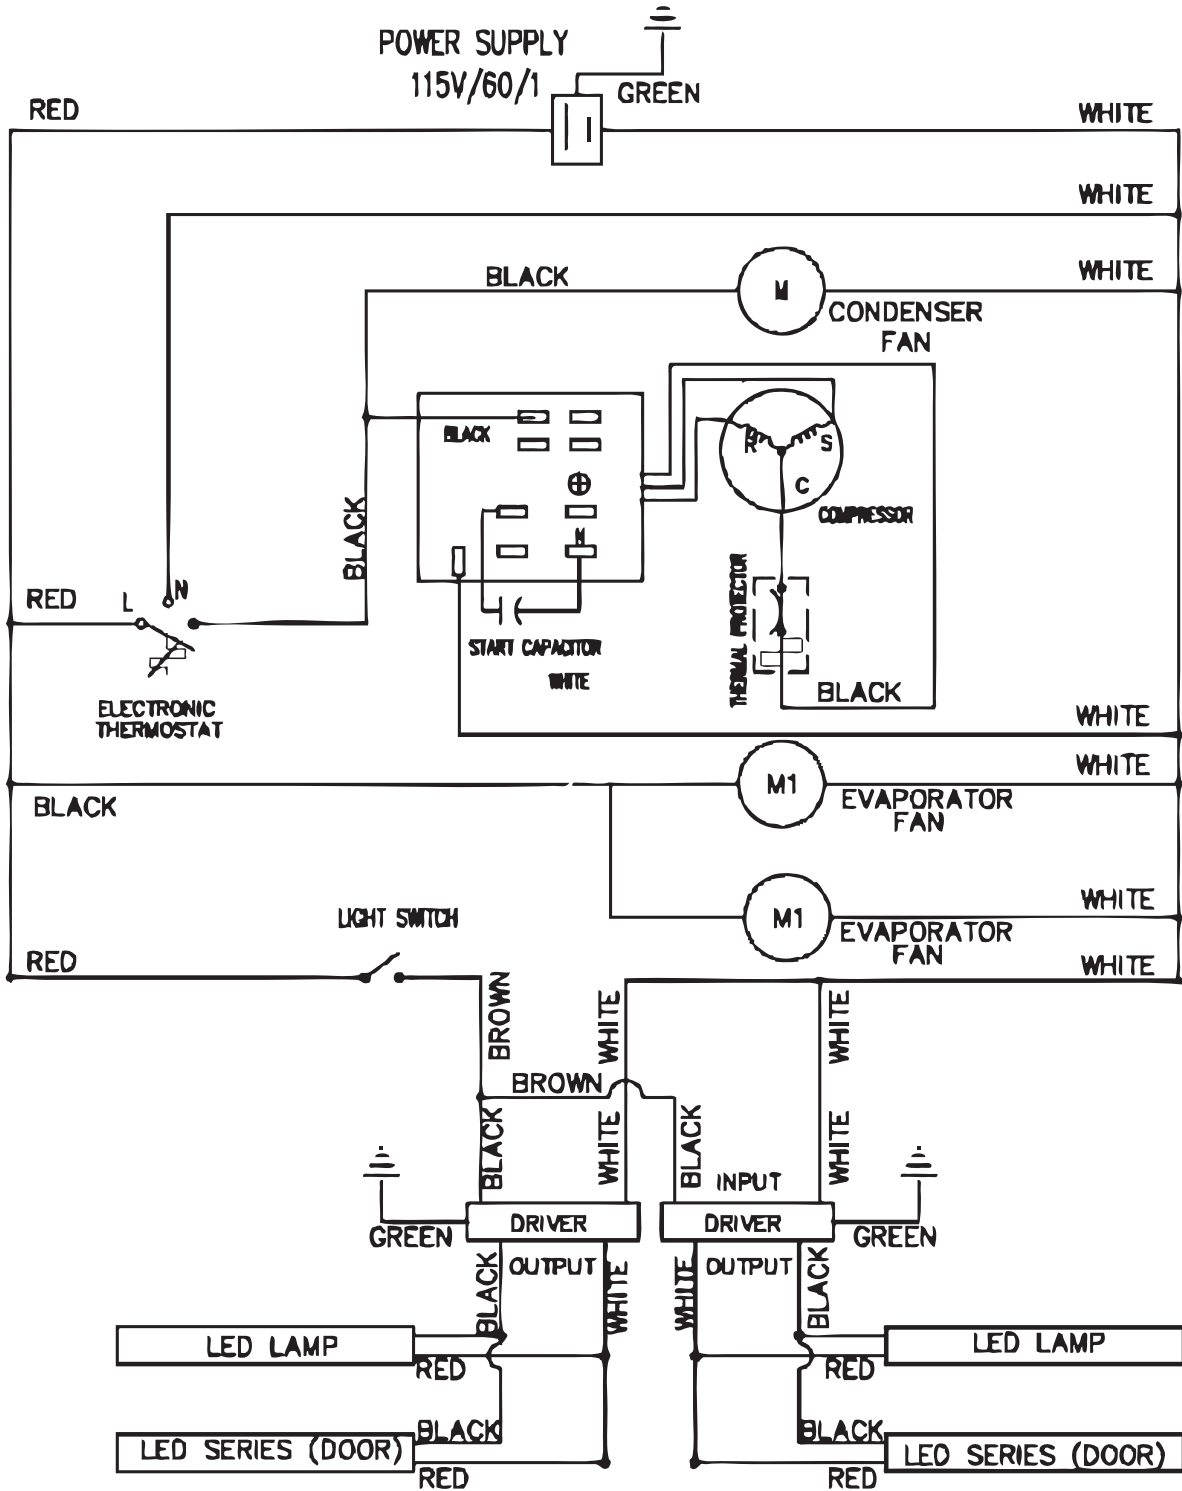 POWER SUPPLY
115V/60/1
GREEN
RED
WHITE
WHITE
BLACK
WHITE
M
CONDENSER
FAN
BLACK
R
S
C
COMPRESSOR
N
BLACK
RED
L
N
START CAPACITOR
WHITE
THERMAL PROTECTOR
BLACK
ELECTRONIC
THERMOSTAT
WHITE
WHITE
M1
BLACK
EVAPORATOR
FAN
LIGHT SWITCH
M1
WHITE
EVAPORATOR
FAN
RED
WHITE
BROWN
WHITE
WHITE
BROWN
BLACK
WHITE
BLACK
WHITE
INPUT
DRIVER
DRIVER
GREEN
GREEN
BLACK
OUTPUT
WHITE
WHITE
OUTPUT
BLACK
LED LAMP
LED LAMP
RED
RED
BLACK
BLACK
LED SERIES (DOOR)
LED SERIES (DOOR)
RED
RED